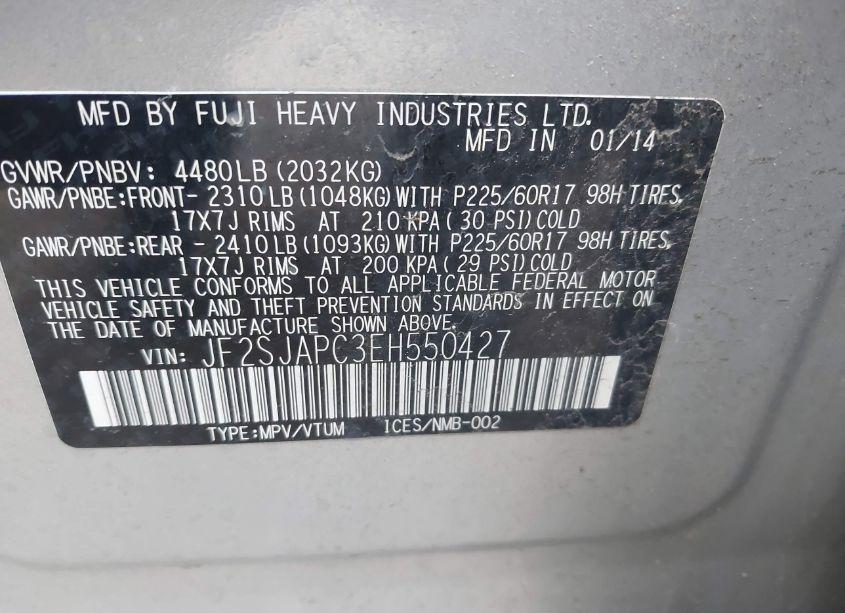 MFD BY FUJI HEAVY INDUSTRIES LTD.
MFD IN 01/14
GVWR/PNBV: 4480LB (2032KG)
GAWR/PNBE:FRONT- 2310LB (1048KG) WITH P225/60R17 98H TIRES,
17X7J RIMS AT 210 KPA( 30 PSI) COLD
GAWR/PNBE:REAR - 2410LB (1093KG) WITH P225/60R17 98H TIRES,
17X7J RIMS AT 200 KPA( 29 PSI) COLD
THIS VEHICLE CONFORMS TO ALL APPLICABLE FEDERAL MOTOR
VEHICLE SAFETY AND THEFT PREVENTION STANDARDS IN EFFECT ON
THE DATE OF MANUFACTURE SHOWN ABOVE.
VIN: JF2SJAPC3EH550427
TYPE:MPV/VTUM ICES/NMB-002